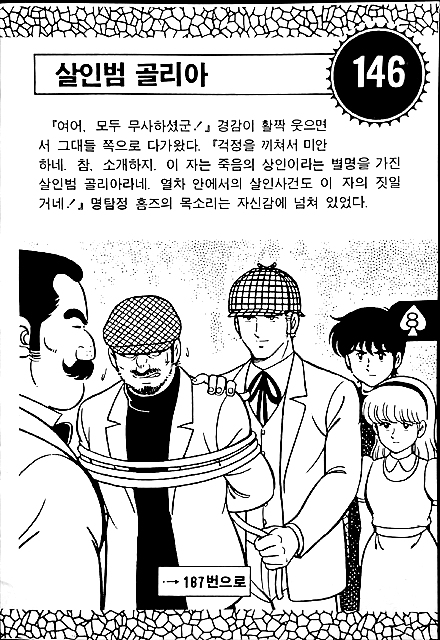 146
살인범 골리아
『여어, 모두 무사하셨군!』 경감이 활짝 웃으면
서 그대들 쪽으로 다가왔다. 『걱정을 끼쳐서 미안
하네. 참, 소개하지. 이 자는 죽음의 상인이라는 별명을 가진
살인범 골리아라네. 열차 안에서의 살인사건도 이 자의 짓일
거네!』 명탐정 홈즈의 목소리는 자신감에 넘쳐 있었다.
→187번으로